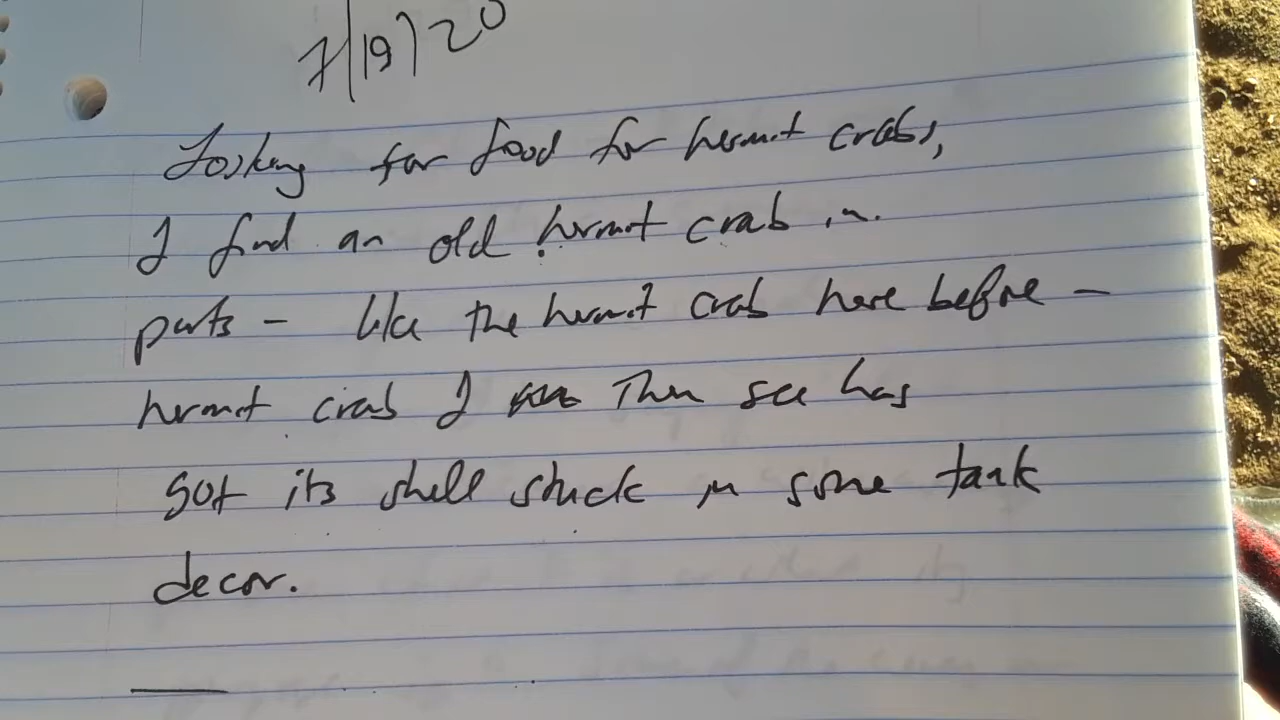 7/19/20
Looking for food for hermit crabs,
I find an old hermit crab in
parts - like the hermit crab here before -
hermit crab I then see has
got its shell stuck in some tank
decor.